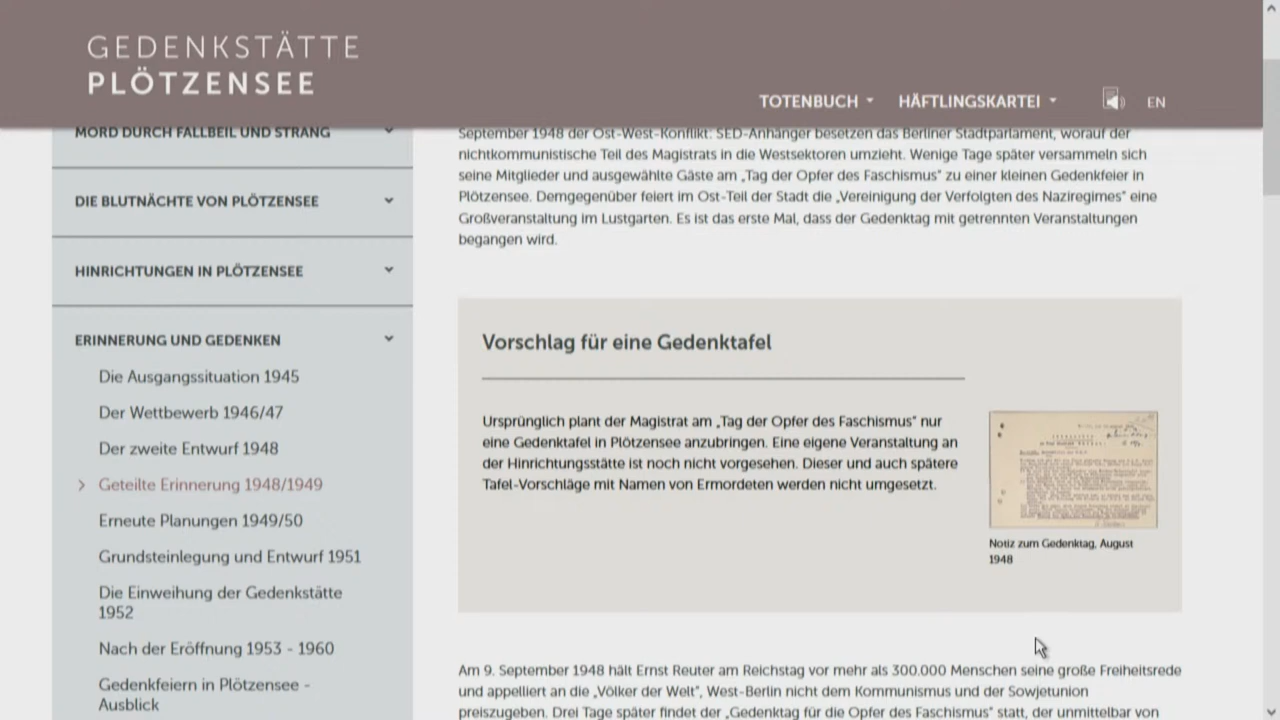 GEDENKSTÄTTE
PLÖTZENSEE
TOTENBUCH
HÄFTLINGSKARTEI
EN
MORD DURCH FALLBEIL UND STRANG
DIE BLUTNÄCHTE VON PLÖTZENSEE
HINRICHTUNGEN IN PLÖTZENSEE
ERINNERUNG UND GEDENKEN
Die Ausgangssituation 1945
Der Wettbewerb 1946/47
Der zweite Entwurf 1948
Geteilte Erinnerung 1948/1949
Erneute Planungen 1949/50
Grundsteinlegung und Entwurf 1951
Die Einweihung der Gedenkstätte
1952
Nach der Eröffnung 1953 - 1960
Gedenkfeiern in Plötzensee -
Ausblick
September 1948 der Ost-West-Konflikt: SED-Anhänger besetzen das Berliner Stadtparlament, worauf der
nichtkommunistische Teil des Magistrats in die Westsektoren umzieht. Wenige Tage später versammeln sich
seine Mitglieder und ausgewählte Gäste am „Tag der Opfer des Faschismus" zu einer kleinen Gedenkfeier in
Plötzensee. Demgegenüber feiert im Ost-Teil der Stadt die „Vereinigung der Verfolgten des Naziregimes" eine
Großveranstaltung im Lustgarten. Es ist das erste Mal, dass der Gedenktag mit getrennten Veranstaltungen
begangen wird.
Vorschlag für eine Gedenktafel
Ursprünglich plant der Magistrat am „Tag der Opfer des Faschismus" nur
eine Gedenktafel in Plötzensee anzubringen. Eine eigene Veranstaltung an
der Hinrichtungsstätte ist noch nicht vorgesehen. Dieser und auch spätere
Tafel-Vorschläge mit Namen von Ermordeten werden nicht umgesetzt.
Notiz zum Gedenktag, August
1948
Am 9. September 1948 hält Ernst Reuter am Reichstag vor mehr als 300.000 Menschen seine große Freiheitsrede
und appelliert an die „Völker der Welt", West-Berlin nicht dem Kommunismus und der Sowjetunion
preiszugeben. Drei Tage später findet der „Gedenktag für die Opfer des Faschismus" statt, der unmittelbar von